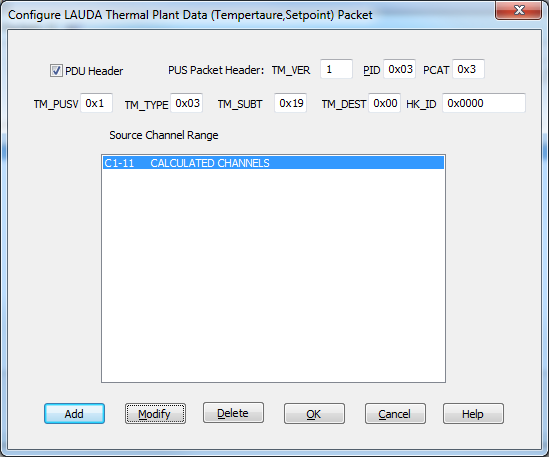 Configure LAUDA Thermal Plant Data (Tempertaure,Setpoint) Packet
PDU Header PUS Packet Header: TM_VER 1 PID 0x03 PCAT 0x3
TM_PUSV 0x1 TM_TYPE 0x03 TM_SUBT 0x19 TM_DEST 0x00 HK_ID 0x0000
Source Channel Range
C1-11 CALCULATED CHANNELS
Add Modify Delete OK Cancel Help